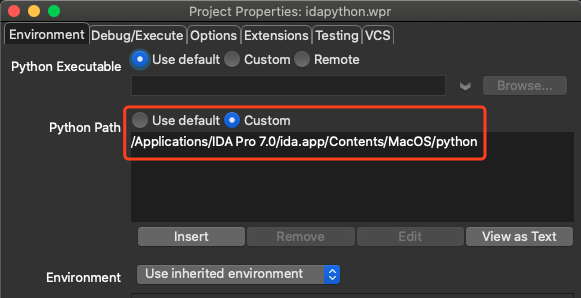 Project Properties: idapython.wpr
Environment Debug/Execute Options Extensions Testing VCS
Python Executable Use default Custom Remote
Browse...
Python Path Use default Custom
/Applications/IDA Pro 7.0/ida.app/Contents/MacOS/python
Insert Remove Edit View as Text
Environment Use inherited environment